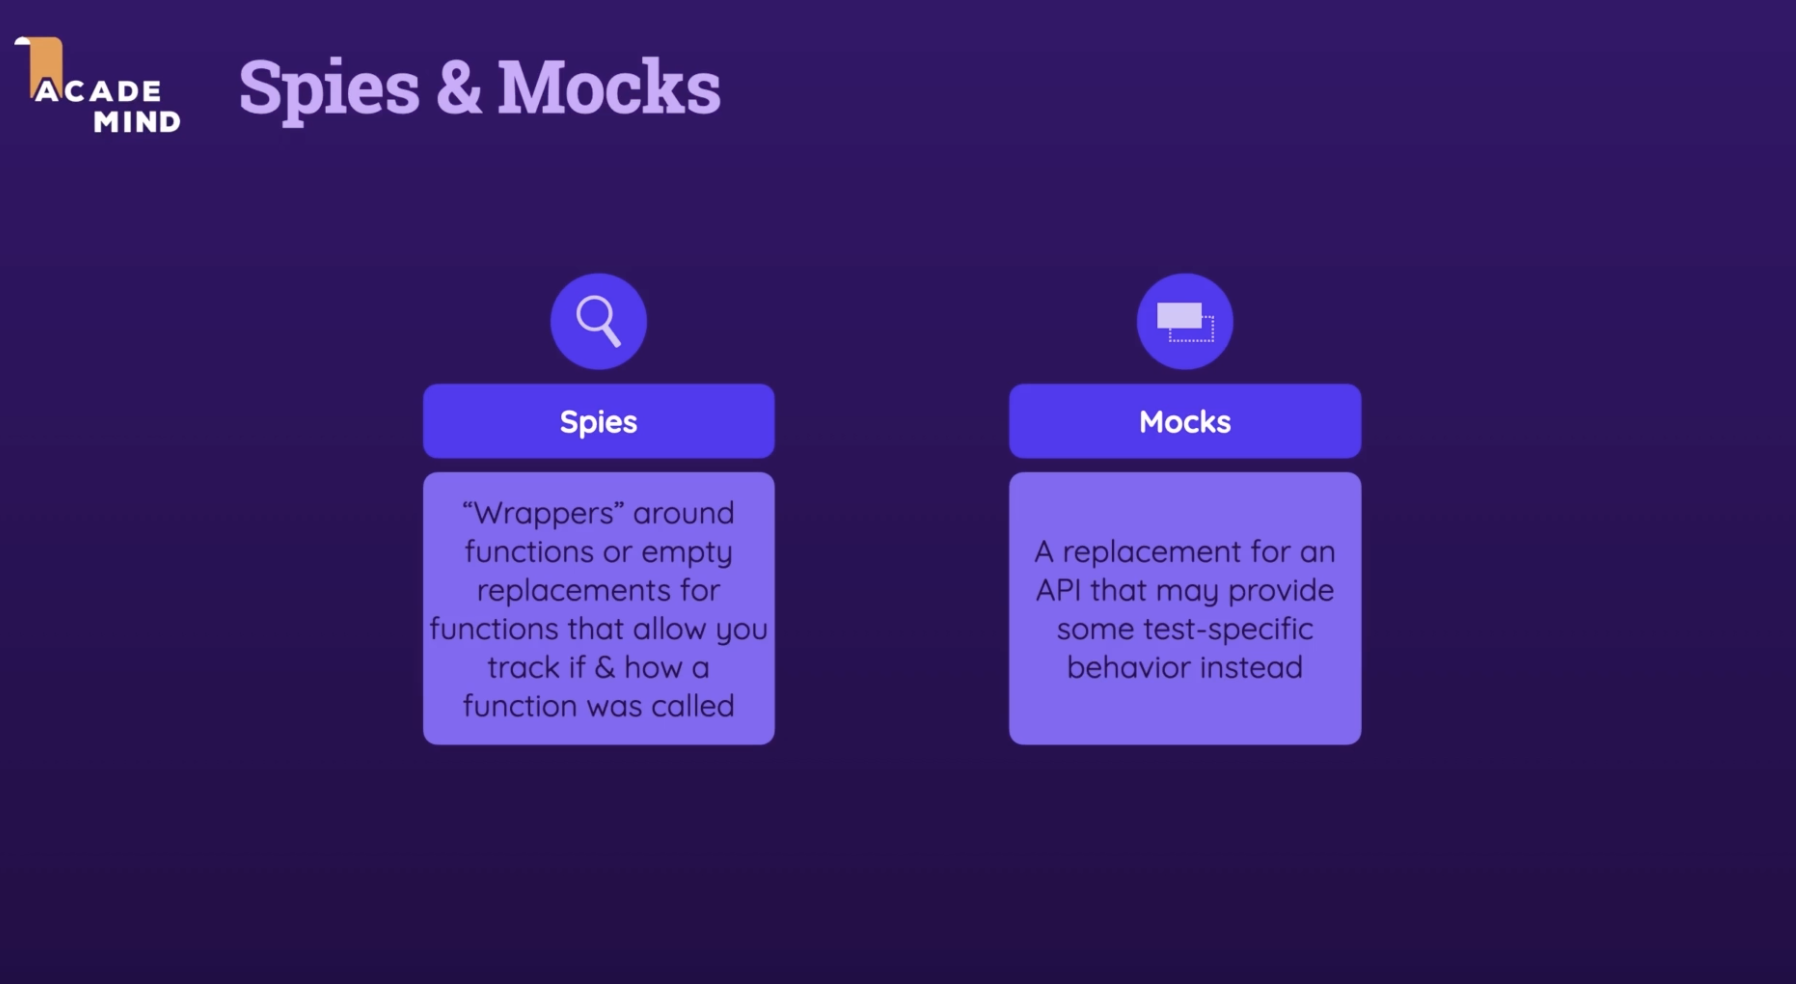 ACADE
MIND
Spies & Mocks
Spies
“Wrappers” around
functions or empty
replacements for
functions that allow you
track if & how a
function was called
Mocks
A replacement for an
API that may provide
some test-specific
behavior instead